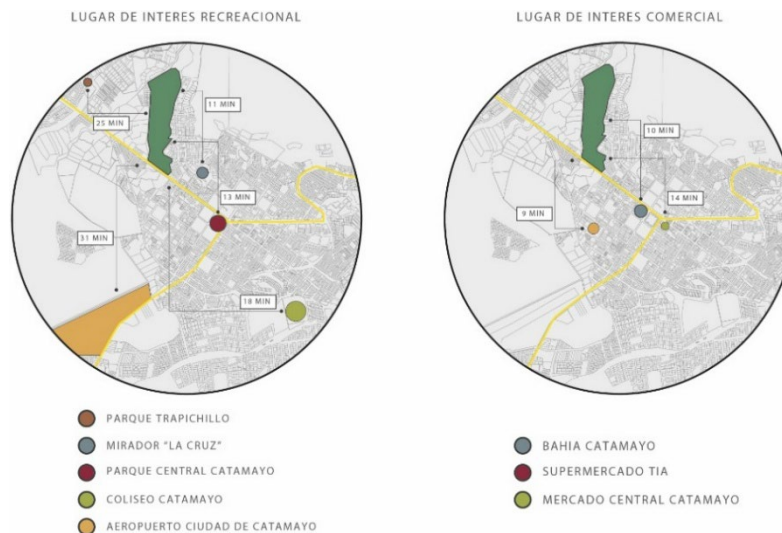 LUGAR DE INTERES RECREACIONAL
11 MIN
25 MIN
13 MIN
31 MIN
18 MIN
PARQUE TRAPICHILLO
MIRADOR "LA CRUZ"
PARQUE CENTRAL CATAMAYO
COLISEO CATAMAYO
AEROPUERTO CIUDAD DE CATAMAYO
LUGAR DE INTERES COMERCIAL
10 MIN
14 MIN
9 MIN
BAHIA CATAMAYO
SUPERMERCADO TIA
MERCADO CENTRAL CATAMAYO